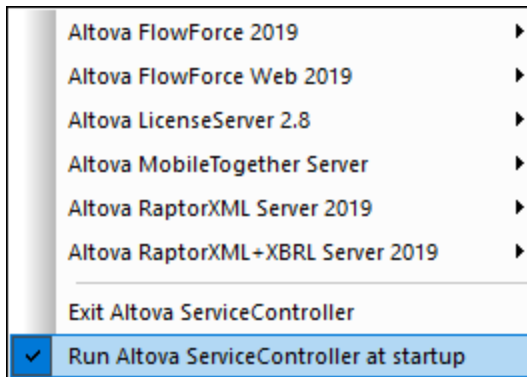 Altova FlowForce 2019
Altova FlowForce Web 2019
Altova LicenseServer 2.8
Altova MobileTogether Server
Altova RaptorXML Server 2019
Altova RaptorXML+XBRL Server 2019
Exit Altova ServiceController
Run Altova ServiceController at startup